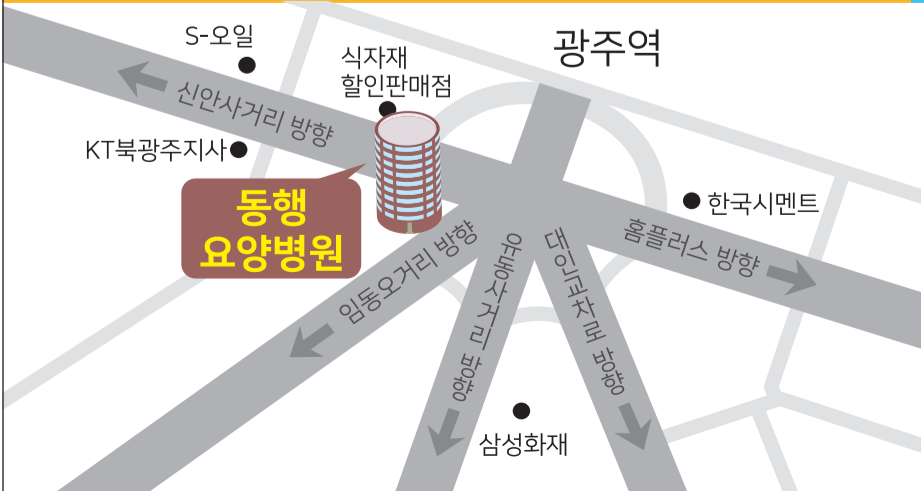 S-오일
광주역
식자재
할인판매점
신안사거리 방향
KT북광주지사
동행
요양병원
한국시멘트
홈플러스 방향
임동오거리 방향
유동사거리 방향
대인교차로 방향
삼성화재